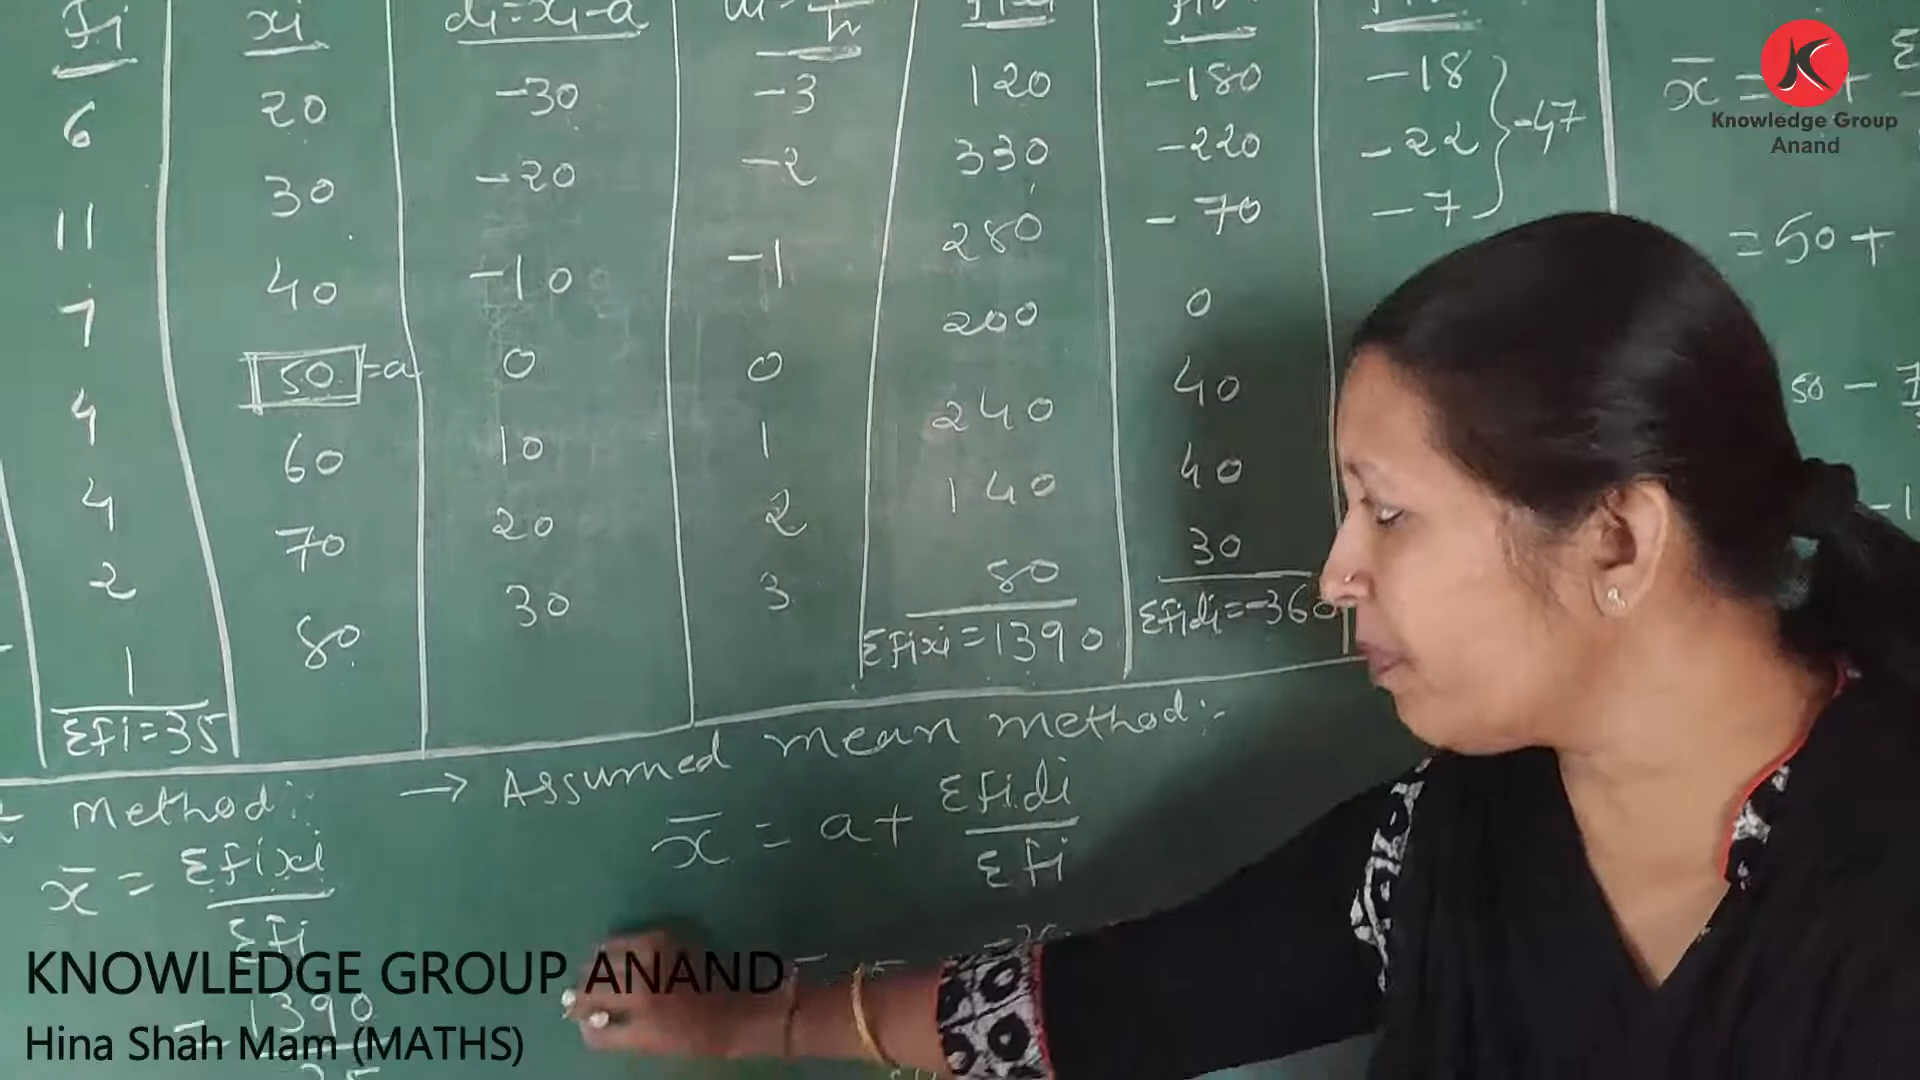 fi xi di=xi-a
6 20 -30 -3 120 -180 -18
11 30 -20 -2 330 -220 -22 -47
7 40 -10 -1 280 -70 -7
4 50 =a 0 0 200 0
4 60 10 1 240 40
2 70 20 2 140 40
1 80 30 3 80 30
Σfi=35 Σfixi=1390 Σfidi=-360
Method:
x̄ = Σfixi
Σfi
= 1390
35
→ Assumed mean method:-
x̄ = a+ Σfidi
Σfi
x̄ =
+
=50+
50 -
Knowledge Group
Anand
KNOWLEDGE GROUP ANAND
Hina Shah Mam (MATHS)